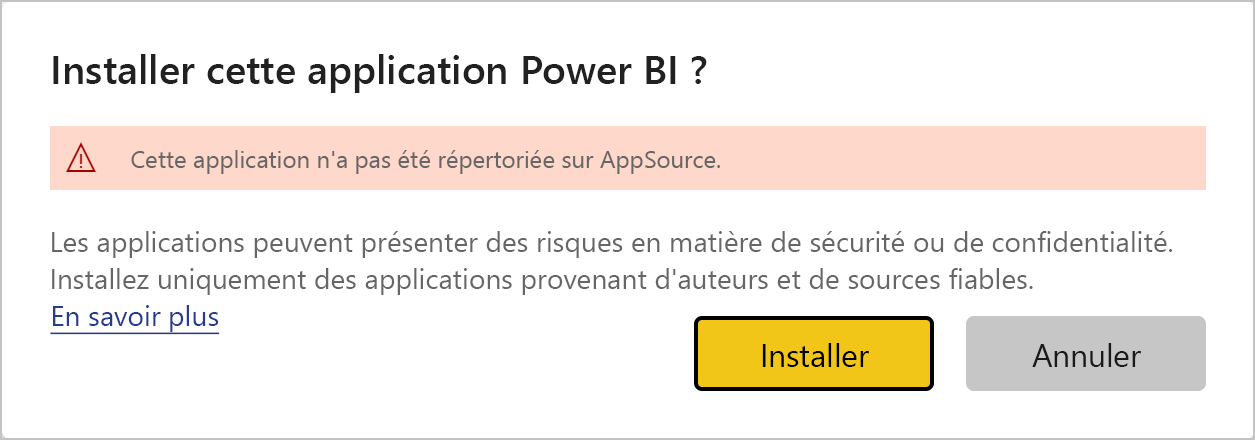 Installer cette application Power BI ?
Cette application n'a pas été répertoriée sur AppSource.
Les applications peuvent présenter des risques en matière de sécurité ou de confidentialité.
Installez uniquement des applications provenant d'auteurs et de sources fiables.
En savoir plus
Installer
Annuler